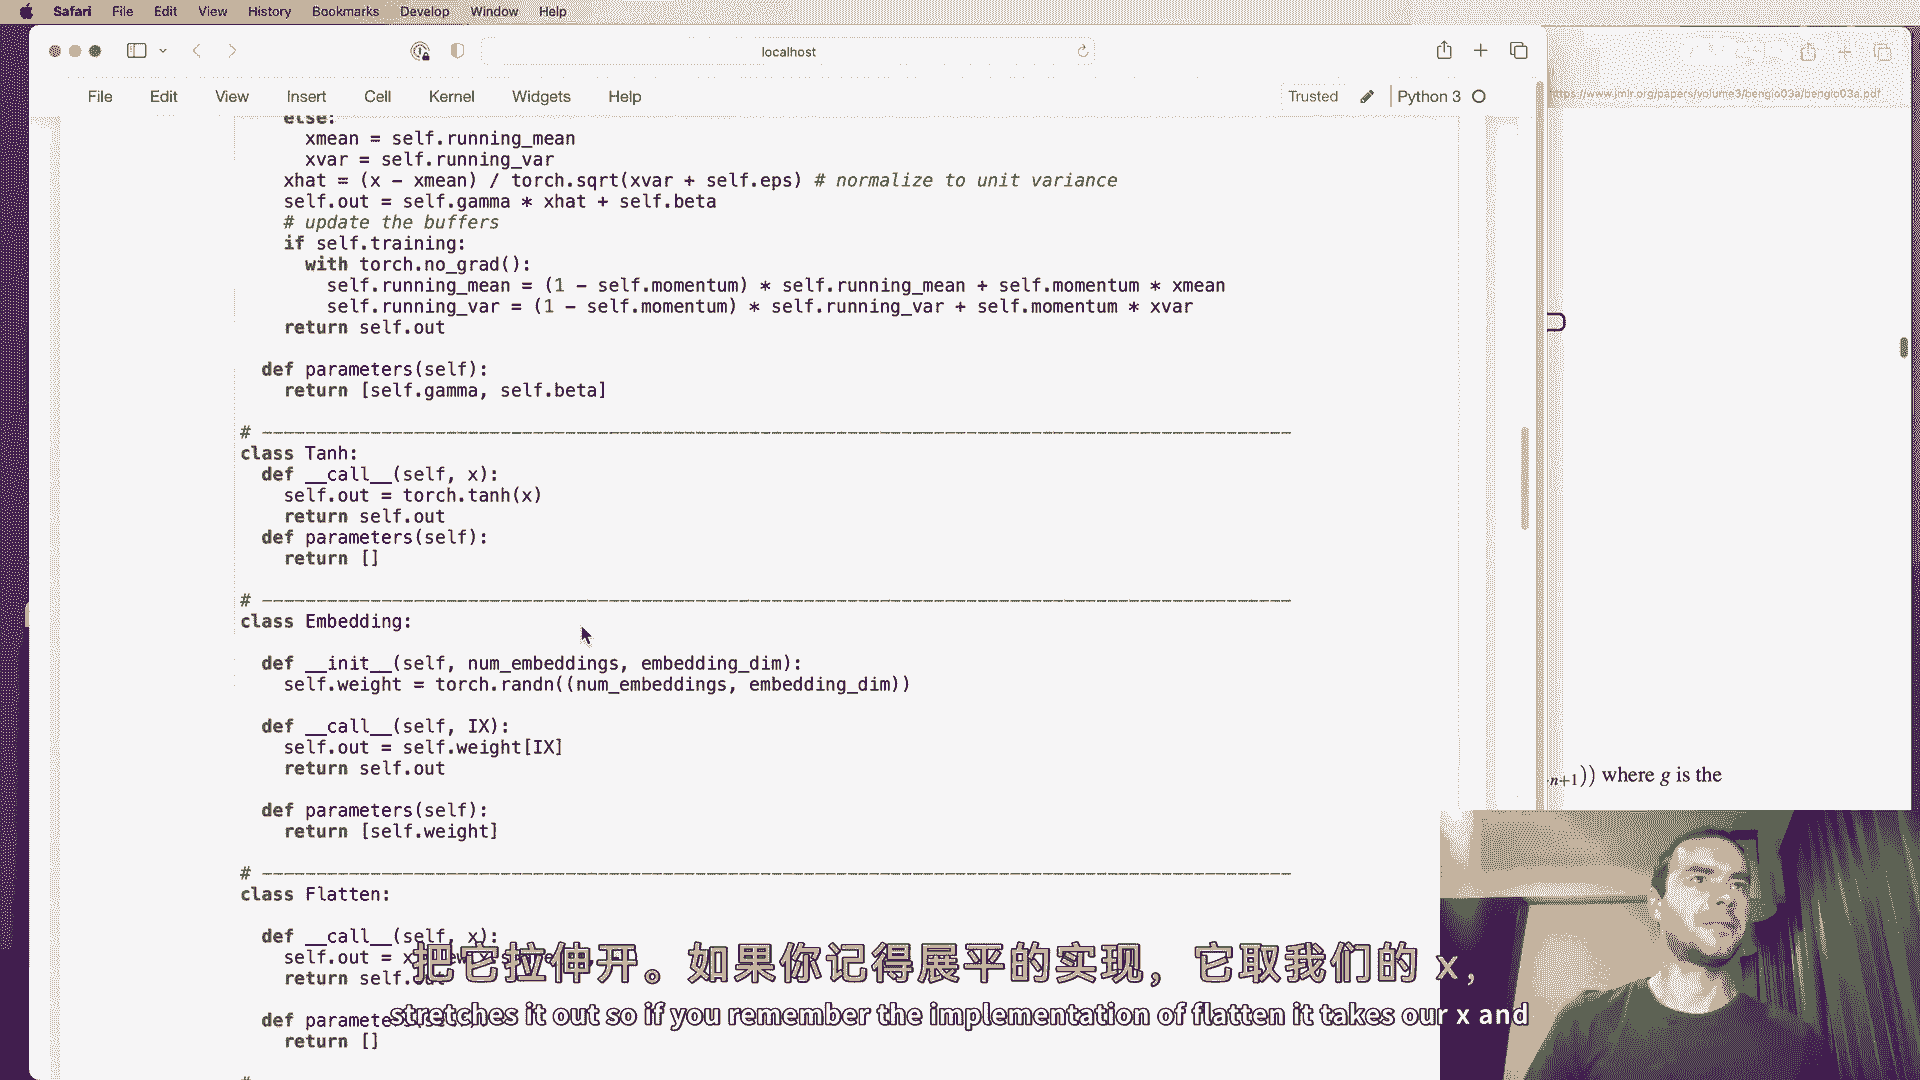 Safari File Edit View History Bookmarks Develop Window Help
localhost
https://www.jmlr.org/papers/volume3/bengio03a/bengio03a.pdf
File Edit View Insert Cell Kernel Widgets Help Trusted Python 3
else:
xmean = self.running_mean
xvar = self.running_var
xhat = (x - xmean) / torch.sqrt(xvar + self.eps) # normalize to unit variance
self.out = self.gamma * xhat + self.beta
# update the buffers
if self.training:
with torch.no_grad():
self.running_mean = (1 - self.momentum) * self.running_mean + self.momentum * xmean
self.running_var = (1 - self.momentum) * self.running_var + self.momentum * xvar
return self.out
def parameters(self):
return [self.gamma, self.beta]
# ------------------------------------------------------------------------------------
class Tanh:
def __call__(self, x):
self.out = torch.tanh(x)
return self.out
def parameters(self):
return []
# ------------------------------------------------------------------------------------
class Embedding:
def __init__(self, num_embeddings, embedding_dim):
self.weight = torch.randn((num_embeddings, embedding_dim))
def __call__(self, IX):
self.out = self.weight[IX]
return self.out
def parameters(self):
return [self.weight]
# ------------------------------------------------------------------------------------
class Flatten:
def __call__(self, x):
self.out =
return self.out
def
return []
#
n+1)) where g is the
把它拉伸开。如果你记得展平的实现，它取我们的 x，
stretches it out so if you remember the implementation of flatten it takes our x and